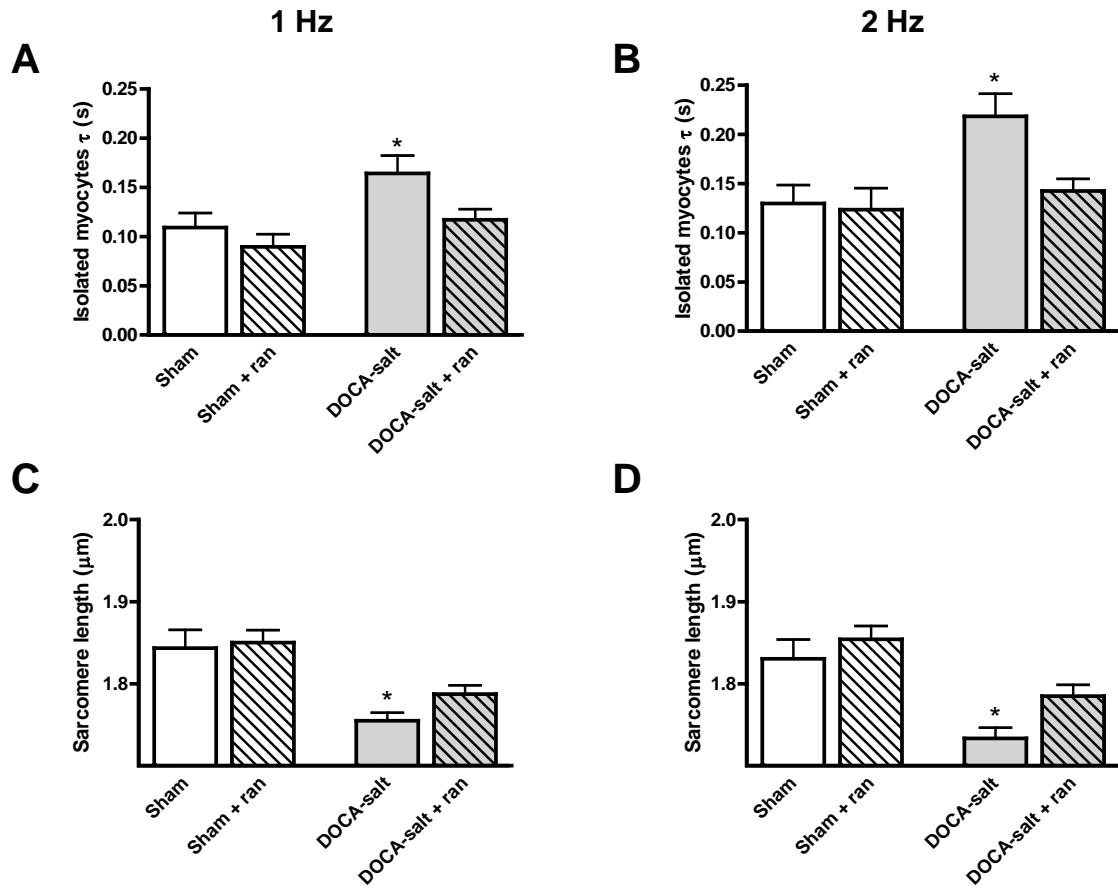 1 Hz
2 Hz
A
Isolated myocytes τ (s)
0.25
0.20
0.15
0.10
0.05
0.00
*
Sham
Sham + ran
DOCA-salt
DOCA-salt + ran
B
Isolated myocytes τ (s)
0.25
0.20
0.15
0.10
0.05
0.00
*
Sham
Sham + ran
DOCA-salt
DOCA-salt + ran
C
Sarcomere length (μm)
2.0
1.9
1.8
*
Sham
Sham + ran
DOCA-salt
DOCA-salt + ran
D
Sarcomere length (μm)
2.0
1.9
1.8
*
Sham
Sham + ran
DOCA-salt
DOCA-salt + ran